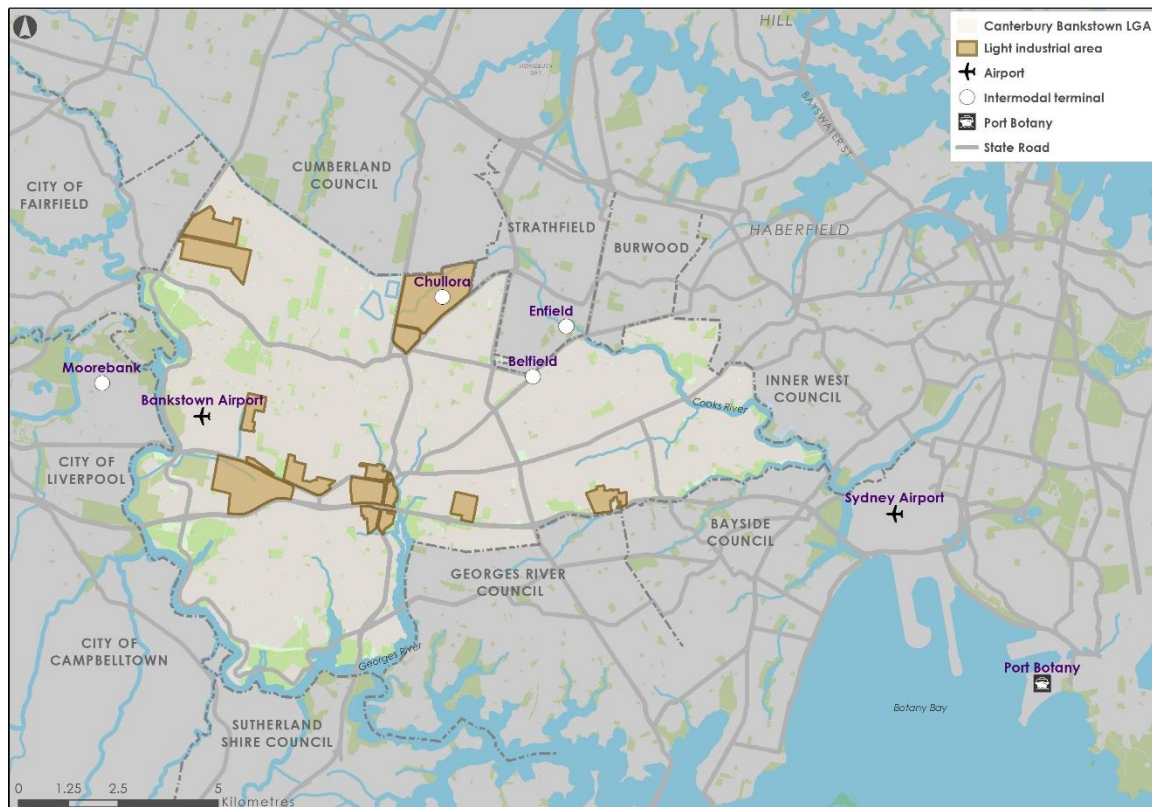 HILL
Canterbury Bankstown LGA
Light industrial area
Airport
Intermodal terminal
Port Botany
State Road
HOMEBUSH
BAY
BAYSWATER ST
CUMBERLAND
COUNCIL
CITY OF
FAIRFIELD
STRATHFIELD
BURWOOD
HABERFIELD
Chullora
Enfield
Belfield
Moorebank
Bankstown Airport
INNER WEST
COUNCIL
Cooks River
CITY OF
LIVERPOOL
Sydney Airport
BAYSIDE
COUNCIL
GEORGES RIVER
COUNCIL
CITY OF
CAMPBELLTOWN
Georges River
Port Botany
Botany Bay
SUTHERLAND
SHIRE COUNCIL
0 1.25 2.5 5
Kilometres